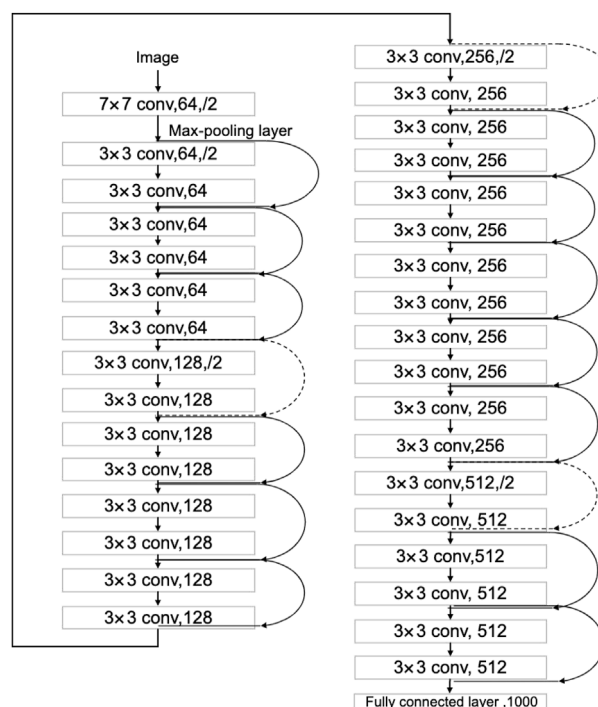 Image
7×7 conv,64,/2
Max-pooling layer
3×3 conv,64,/2
3×3 conv,64
3×3 conv,64
3×3 conv,64
3×3 conv,64
3×3 conv,64
3×3 conv,128,/2
3×3 conv,128
3×3 conv,128
3×3 conv,128
3×3 conv,128
3×3 conv,128
3×3 conv,128
3×3 conv,128
3×3 conv,256,/2
3×3 conv, 256
3×3 conv, 256
3×3 conv, 256
3×3 conv, 256
3×3 conv, 256
3×3 conv, 256
3×3 conv, 256
3×3 conv, 256
3×3 conv, 256
3×3 conv, 256
3×3 conv,256
3×3 conv,512,/2
3×3 conv, 512
3×3 conv,512
3×3 conv, 512
3×3 conv, 512
3×3 conv, 512
Fully connected layer ,1000